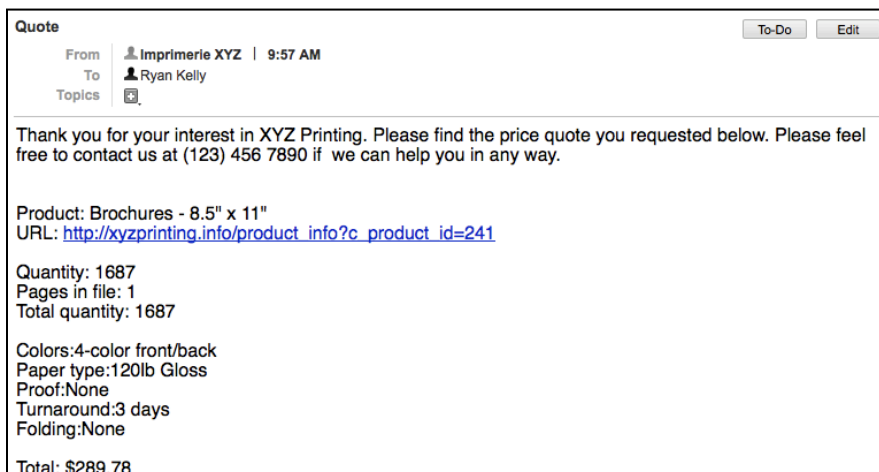 Quote
To-Do Edit
From Imprimerie XYZ | 9:57 AM
To Ryan Kelly
Topics
Thank you for your interest in XYZ Printing. Please find the price quote you requested below. Please feel
free to contact us at (123) 456 7890 if  we can help you in any way.
Product: Brochures - 8.5" x 11"
URL: http://xyzprinting.info/product_info?c_product_id=241
Quantity: 1687
Pages in file: 1
Total quantity: 1687
Colors:4-color front/back
Paper type:120lb Gloss
Proof:None
Turnaround:3 days
Folding:None
Total: $289.78